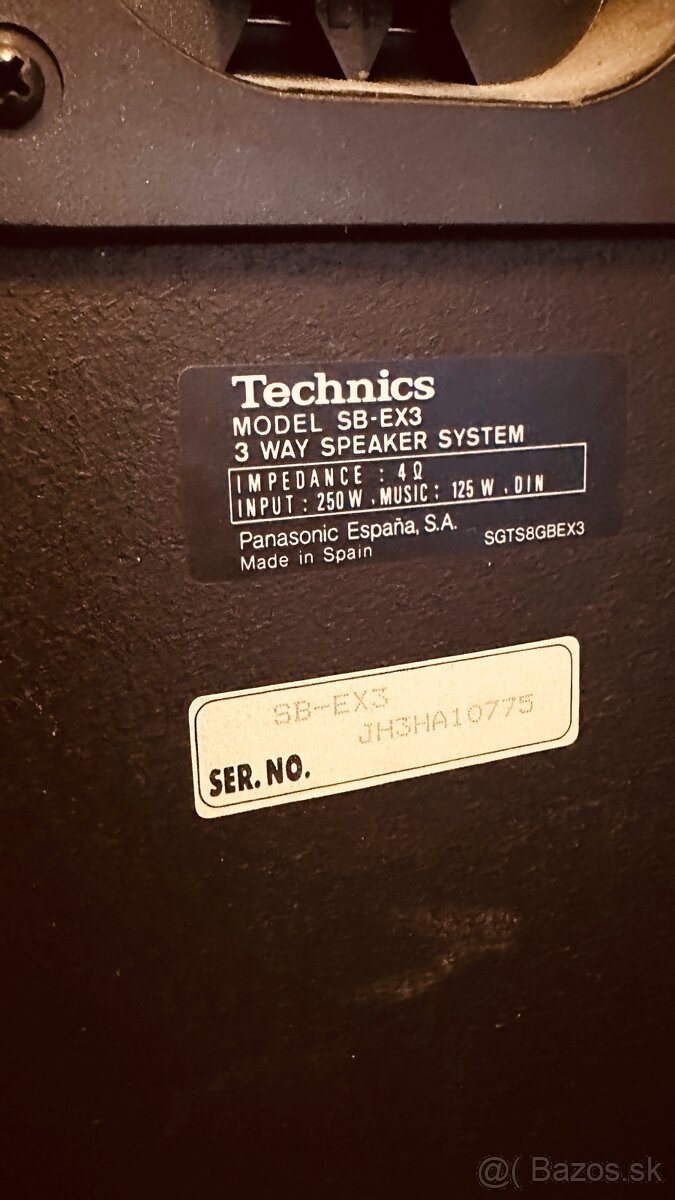 Technics
MODEL SB-EX3
3 WAY SPEAKER SYSTEM
IMPEDANCE : 4Ω
INPUT : 250W , MUSIC ; 125 W , DIN
Panasonic España, S.A.
SGTS8GBEX3
Made in Spain
SB-EX3
JH3HA10775
SER. NO.
@( Bazos.sk